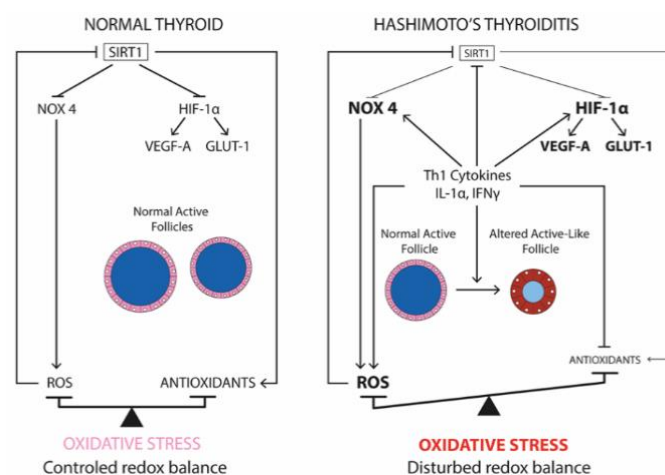 NORMAL THYROID
SIRT1
NOX 4
HIF-1α
VEGF-A GLUT-1
Normal Active
Follicles
ROS
ANTIOXIDANTS
OXIDATIVE STRESS
Controled redox balance
HASHIMOTO'S THYROIDITIS
SIRT1
NOX 4
HIF-1α
VEGF-A GLUT-1
Th1 Cytokines
IL-1α, IFNγ
Normal Active
Follicle
Altered Active-Like
Follicle
ANTIOXIDANTS
ROS
OXIDATIVE STRESS
Disturbed redox balance